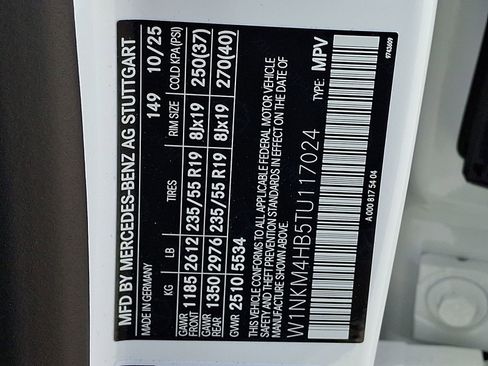 MFD BY MERCEDES-BENZ AG STUTTGART
MADE IN GERMANY 149 10/25
KG LB TIRES RIM SIZE COLD KPA(PSI)
GAWR FRONT 1185 2612 235/55 R19 8Jx19 250(37)
GAWR REAR 1350 2976 235/55 R19 8Jx19 270(40)
GVWR 2510 5534
THIS VEHICLE CONFORMS TO ALL APPLICABLE FEDERAL MOTOR VEHICLE
SAFETY AND THEFT PREVENTION STANDARDS IN EFFECT ON THE DATE OF
MANUFACTURE SHOWN ABOVE.
W1NKM4HB5TU117024 TYPE: MPV
A 000 817 54 04
9743609